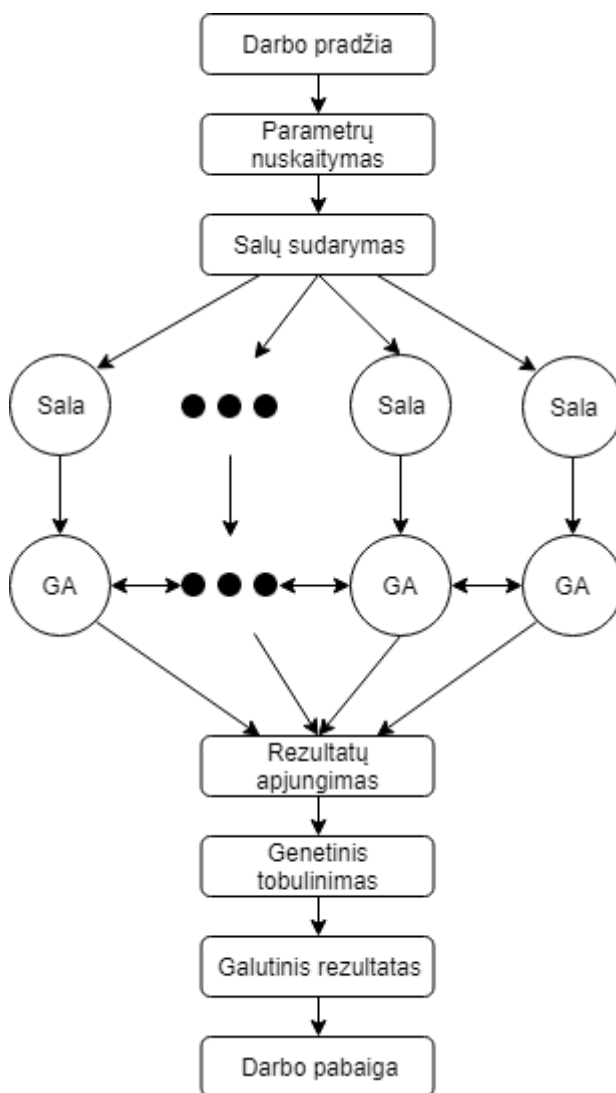 Darbo pradžia
Parametrų
nuskaitymas
Salų sudarymas
Sala
Sala
Sala
GA
GA
GA
Rezultatų
apjungimas
Genetinis
tobulinimas
Galutinis rezultatas
Darbo pabaiga